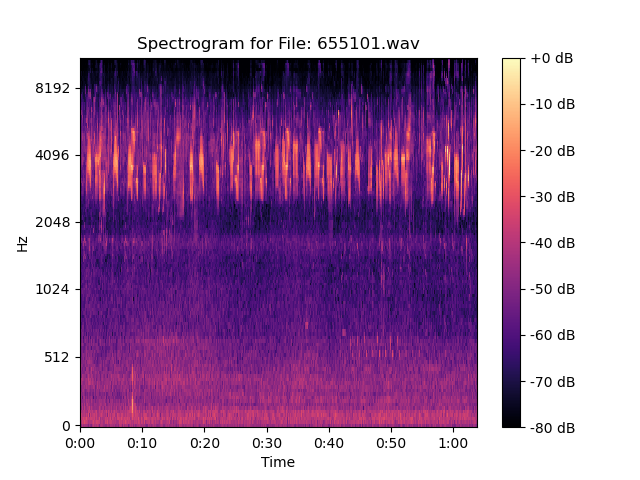 Spectrogram for File: 655101.wav
Hz
8192
4096
2048
1024
512
0
0:00 0:10 0:20 0:30 0:40 0:50 1:00
Time
+0 dB
-10 dB
-20 dB
-30 dB
-40 dB
-50 dB
-60 dB
-70 dB
-80 dB